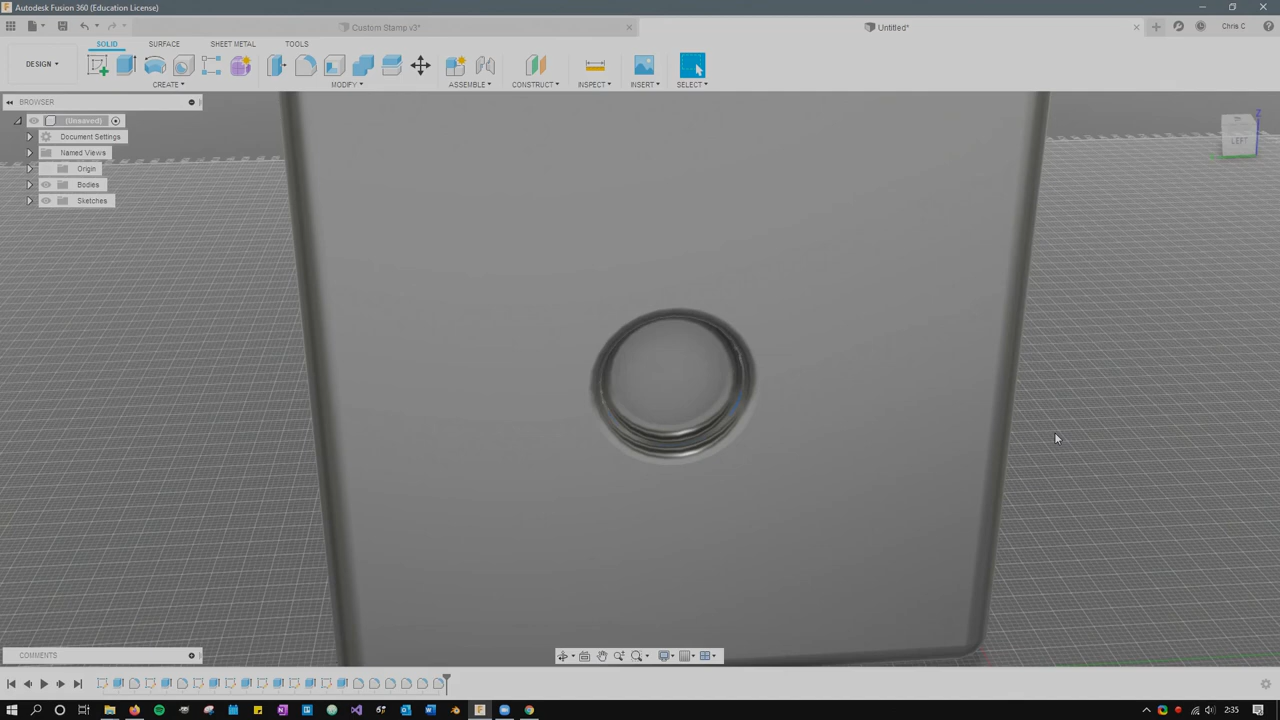 Autodesk Fusion 360 (Education License)
Custom Stamp v3*
Untitled*
Chris C
SOLID
SURFACE
SHEET METAL
TOOLS
DESIGN
CREATE
MODIFY
ASSEMBLE
CONSTRUCT
INSPECT
INSERT
SELECT
BROWSER
(Unsaved)
Document Settings
Named Views
Origin
Bodies
Sketches
Z
LEFT
COMMENTS
2:35